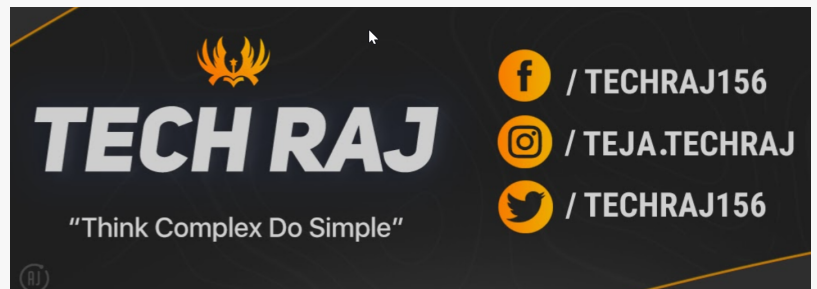 TECH RAJ
"Think Complex Do Simple"
/ TECHRAJ156
/ TEJA.TECHRAJ
/ TECHRAJ156